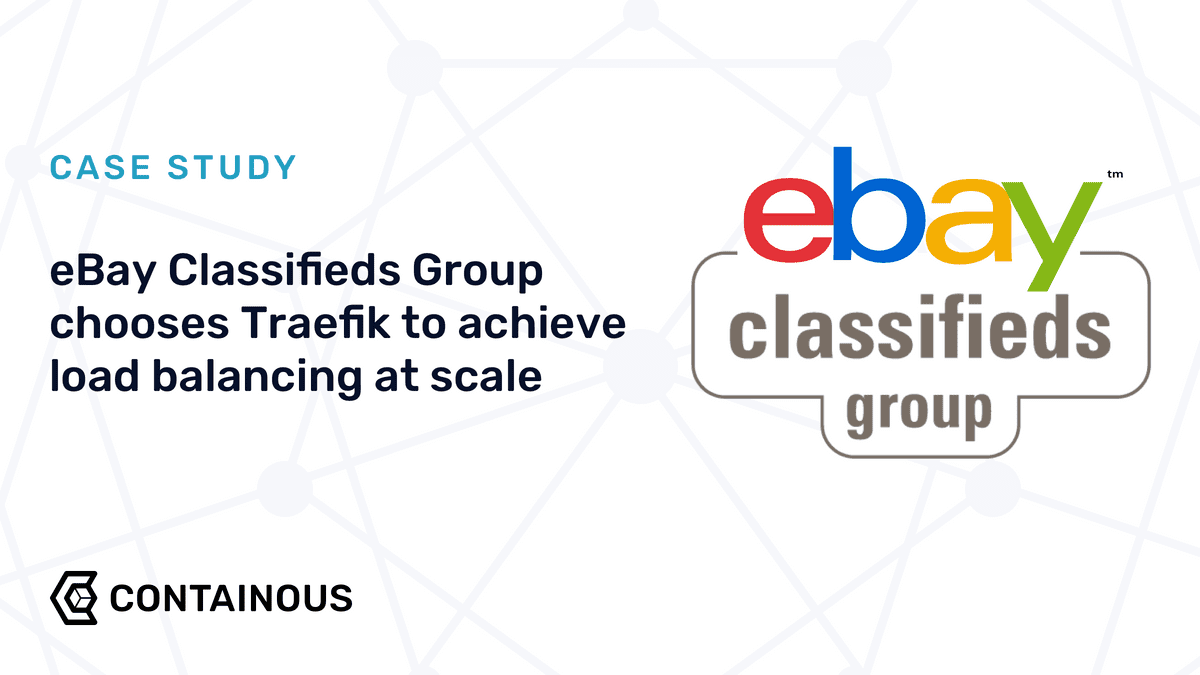 CASE STUDY
eBay Classifieds Group
chooses Traefik to achieve
load balancing at scale
CONTAINOUS
ebay tm
classifieds
group